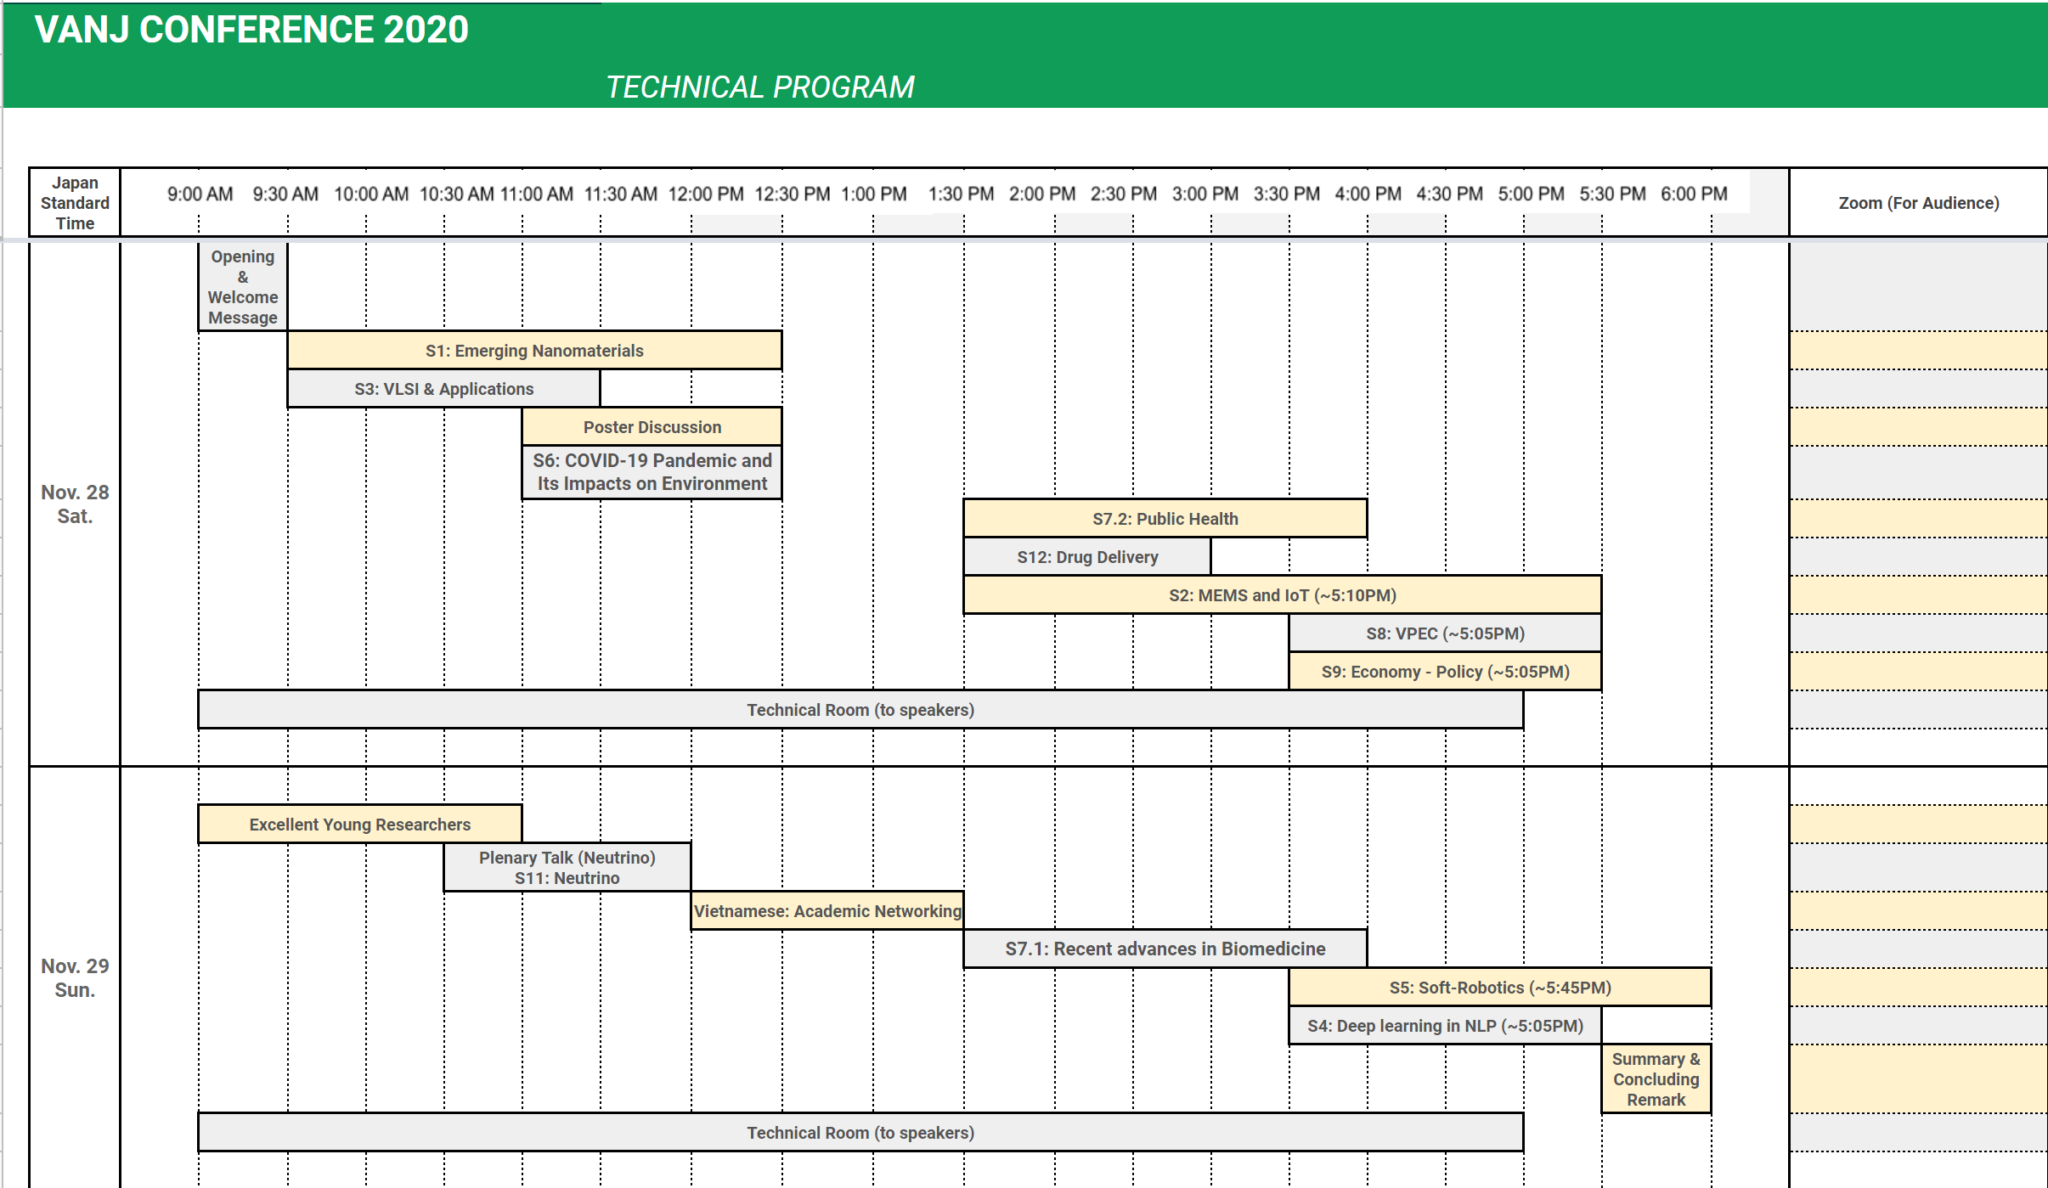 VANJ CONFERENCE 2020
TECHNICAL PROGRAM
Japan
Standard
Time
9:00 AM 9:30 AM 10:00 AM 10:30 AM 11:00 AM 11:30 AM 12:00 PM 12:30 PM 1:00 PM 1:30 PM 2:00 PM 2:30 PM 3:00 PM 3:30 PM 4:00 PM 4:30 PM 5:00 PM 5:30 PM 6:00 PM
Zoom (For Audience)
Nov. 28
Sat.
Opening
&
Welcome
Message
S1: Emerging Nanomaterials
S3: VLSI & Applications
Poster Discussion
S6: COVID-19 Pandemic and
Its Impacts on Environment
S7.2: Public Health
S12: Drug Delivery
S2: MEMS and IoT (~5:10PM)
S8: VPEC (~5:05PM)
S9: Economy - Policy (~5:05PM)
Technical Room (to speakers)
Nov. 29
Sun.
Excellent Young Researchers
Plenary Talk (Neutrino)
S11: Neutrino
Vietnamese: Academic Networking
S7.1: Recent advances in Biomedicine
S5: Soft-Robotics (~5:45PM)
S4: Deep learning in NLP (~5:05PM)
Summary &
Concluding
Remark
Technical Room (to speakers)